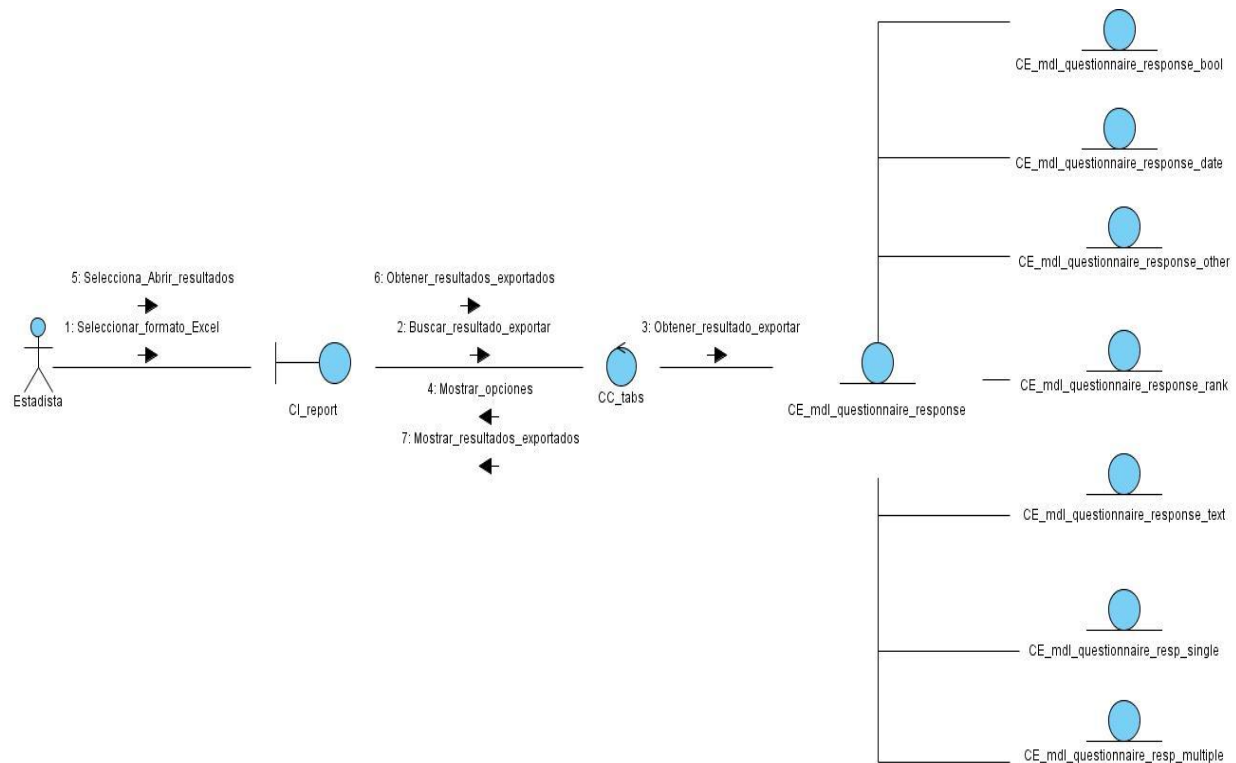 CE_mdl_questionnaire_response_bool
CE_mdl_questionnaire_response_date
CE_mdl_questionnaire_response_other
5: Selecciona_Abrir_resultados
6: Obtener_resultados_exportados
1: Seleccionar_formato_Excel
2: Buscar_resultado_exportar
3: Obtener_resultado_exportar
CE_mdl_questionnaire_response_rank
4: Mostrar_opciones
Estadista
CI_report
CC_tabs
CE_mdl_questionnaire_response
7: Mostrar_resultados_exportados
CE_mdl_questionnaire_response_text
CE_mdl_questionnaire_resp_single
CE_mdl_questionnaire_resp_multiple